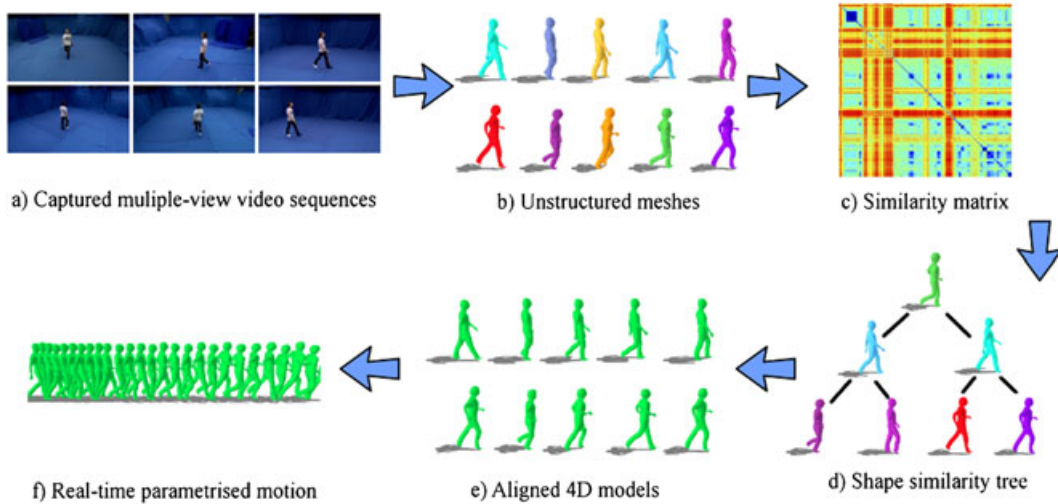 a) Captured muliple-view video sequences
b) Unstructured meshes
c) Similarity matrix
d) Shape similarity tree
e) Aligned 4D models
f) Real-time parametrised motion